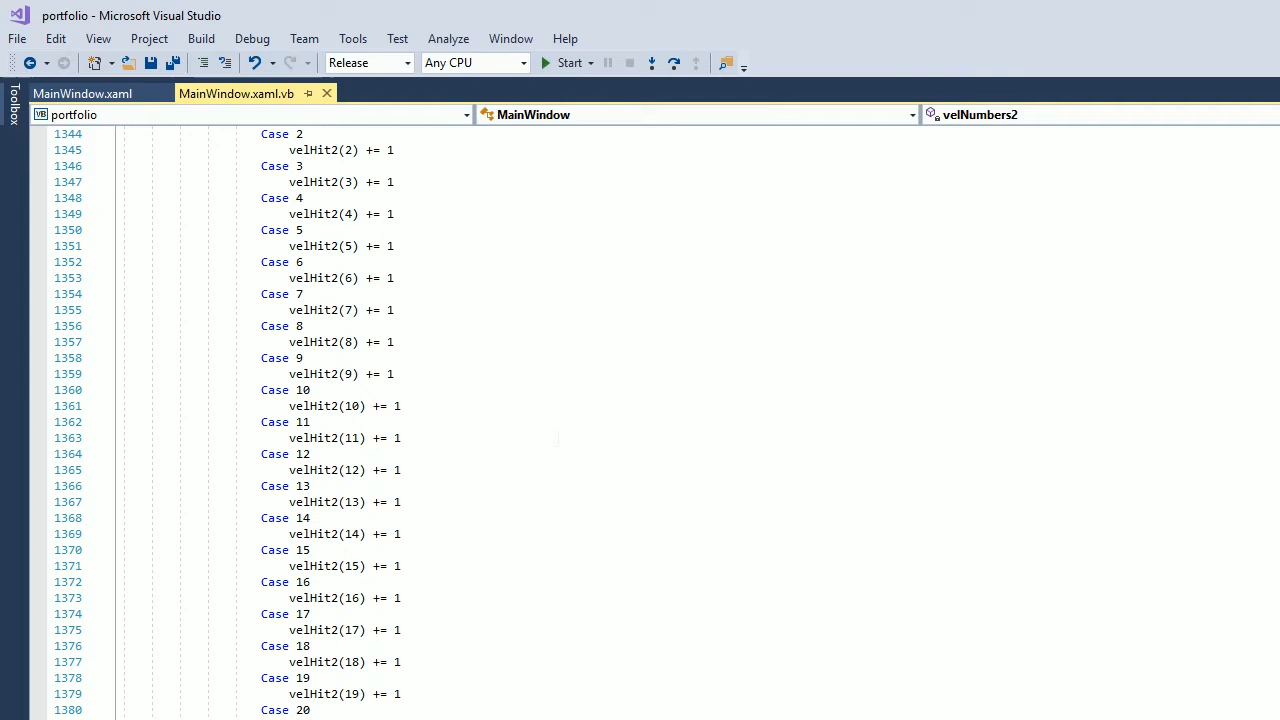 portfolio - Microsoft Visual Studio
File Edit View Project Build Debug Team Tools Test Analyze Window Help
Release Any CPU Start
Toolbox
MainWindow.xaml MainWindow.xaml.vb
VB portfolio MainWindow velNumbers2
1344 Case 2
1345 velHit2(2) += 1
1346 Case 3
1347 velHit2(3) += 1
1348 Case 4
1349 velHit2(4) += 1
1350 Case 5
1351 velHit2(5) += 1
1352 Case 6
1353 velHit2(6) += 1
1354 Case 7
1355 velHit2(7) += 1
1356 Case 8
1357 velHit2(8) += 1
1358 Case 9
1359 velHit2(9) += 1
1360 Case 10
1361 velHit2(10) += 1
1362 Case 11
1363 velHit2(11) += 1
1364 Case 12
1365 velHit2(12) += 1
1366 Case 13
1367 velHit2(13) += 1
1368 Case 14
1369 velHit2(14) += 1
1370 Case 15
1371 velHit2(15) += 1
1372 Case 16
1373 velHit2(16) += 1
1374 Case 17
1375 velHit2(17) += 1
1376 Case 18
1377 velHit2(18) += 1
1378 Case 19
1379 velHit2(19) += 1
1380 Case 20